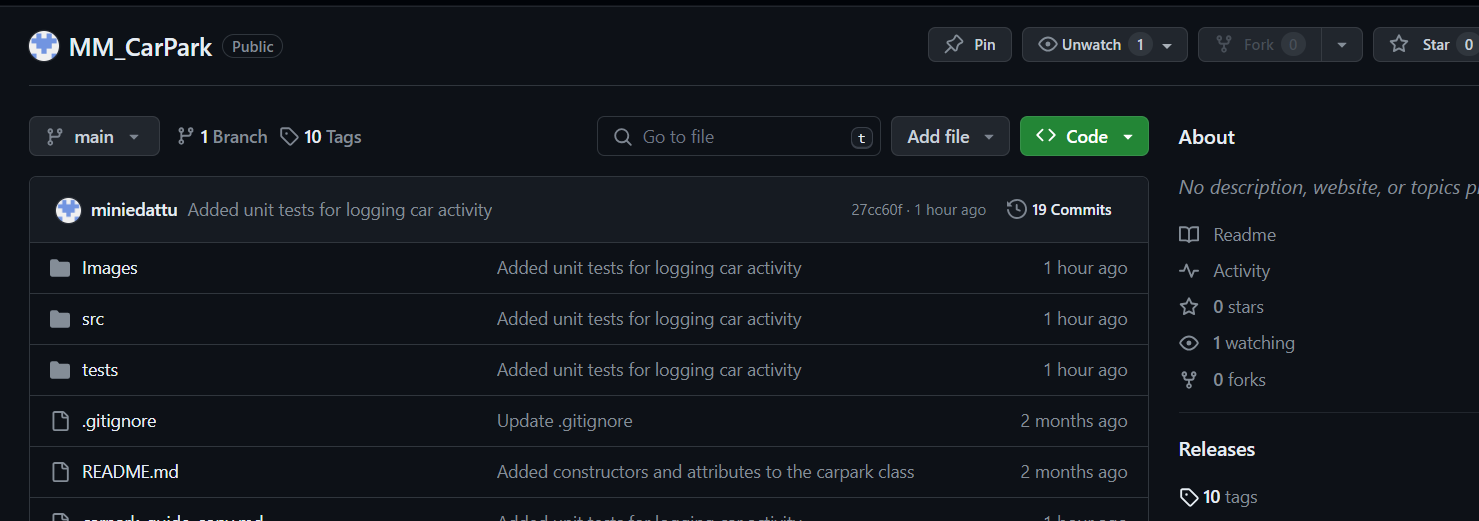 MM_CarPark Public Pin Unwatch 1 Fork 0 Star 0
main 1 Branch 10 Tags Go to file t Add file Code
About
No description, website, or topics
miniedattu Added unit tests for logging car activity 27cc60f · 1 hour ago 19 Commits
Readme
Images Added unit tests for logging car activity 1 hour ago
Activity
0 stars
src Added unit tests for logging car activity 1 hour ago
1 watching
tests Added unit tests for logging car activity 1 hour ago
0 forks
.gitignore Update .gitignore 2 months ago
Releases
README.md Added constructors and attributes to the carpark class 2 months ago
10 tags